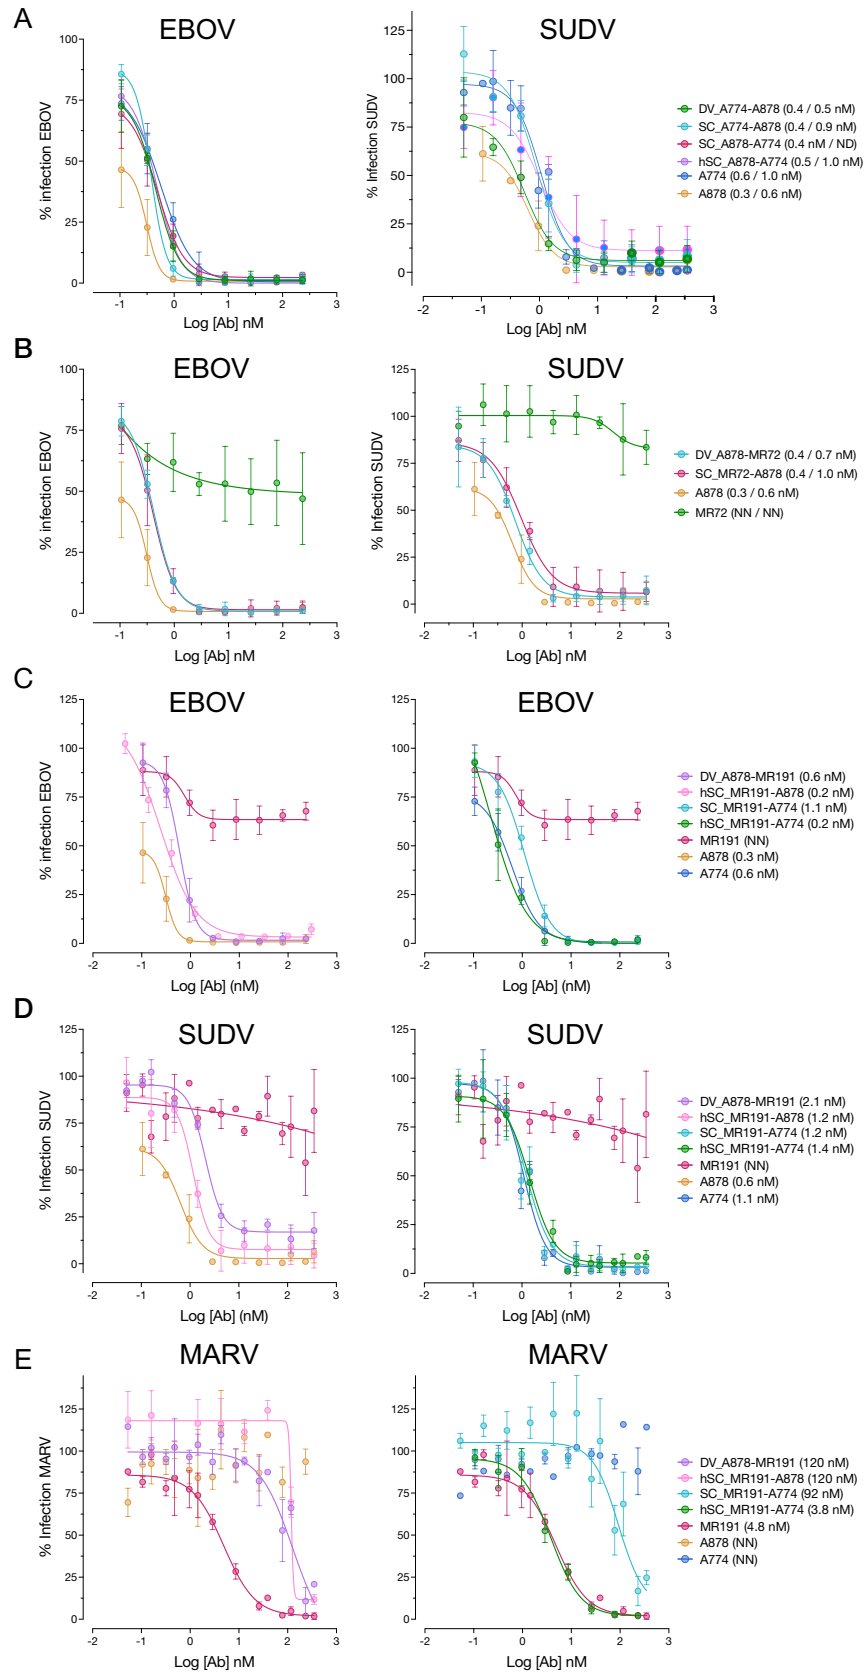 A
EBOV
SUDV
% infection EBOV
100
75
50
25
0
-2
-1
0
1
2
3
Log [Ab] nM
% Infection SUDV
125
100
75
50
25
0
-2
-1
0
1
2
3
Log [Ab] nM
DV_A774-A878 (0.4 / 0.5 nM)
SC_A774-A878 (0.4 / 0.9 nM)
SC_A878-A774 (0.4 nM / ND)
hSC_A878-A774 (0.5 / 1.0 nM)
A774 (0.6 / 1.0 nM)
A878 (0.3 / 0.6 nM)
B
EBOV
SUDV
% infection EBOV
100
75
50
25
0
-2
-1
0
1
2
3
Log [Ab] nM
% Infection SUDV
125
100
75
50
25
0
-2
-1
0
1
2
3
Log [Ab] nM
DV_A878-MR72 (0.4 / 0.7 nM)
SC_MR72-A878 (0.4 / 1.0 nM)
A878 (0.3 / 0.6 nM)
MR72 (NN / NN)
C
EBOV
EBOV
% infection EBOV
125
100
75
50
25
0
-2
-1
0
1
2
3
Log [Ab] (nM)
125
100
75
50
25
0
-2
-1
0
1
2
3
Log [Ab] (nM)
DV_A878-MR191 (0.6 nM)
hSC_MR191-A878 (0.2 nM)
SC_MR191-A774 (1.1 nM)
hSC_MR191-A774 (0.2 nM)
MR191 (NN)
A878 (0.3 nM)
A774 (0.6 nM)
D
SUDV
SUDV
% Infection SUDV
125
100
75
50
25
0
-2
-1
0
1
2
3
Log [Ab] (nM)
125
100
75
50
25
0
-2
-1
0
1
2
3
Log [Ab] (nM)
DV_A878-MR191 (2.1 nM)
hSC_MR191-A878 (1.2 nM)
SC_MR191-A774 (1.2 nM)
hSC_MR191-A774 (1.4 nM)
MR191 (NN)
A878 (0.6 nM)
A774 (1.1 nM)
E
MARV
MARV
% Infection MARV
125
100
75
50
25
0
-2
-1
0
1
2
3
Log [Ab] nM
125
100
75
50
25
0
-2
-1
0
1
2
3
Log [Ab] nM
DV_A878-MR191 (120 nM)
hSC_MR191-A878 (120 nM)
SC_MR191-A774 (92 nM)
hSC_MR191-A774 (3.8 nM)
MR191 (4.8 nM)
A878 (NN)
A774 (NN)